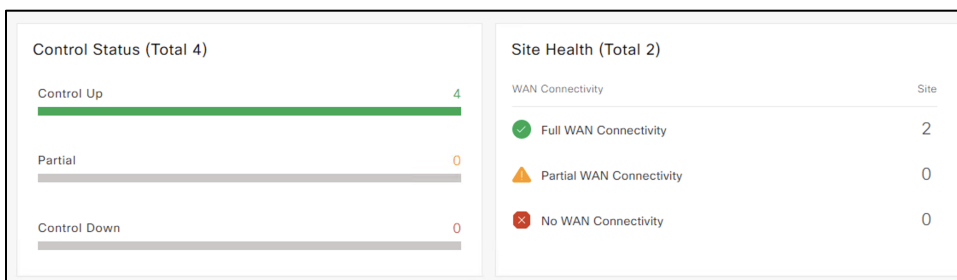 Control Status (Total 4)
Control Up 4
Partial 0
Control Down 0
Site Health (Total 2)
WAN Connectivity Site
Full WAN Connectivity 2
Partial WAN Connectivity 0
No WAN Connectivity 0